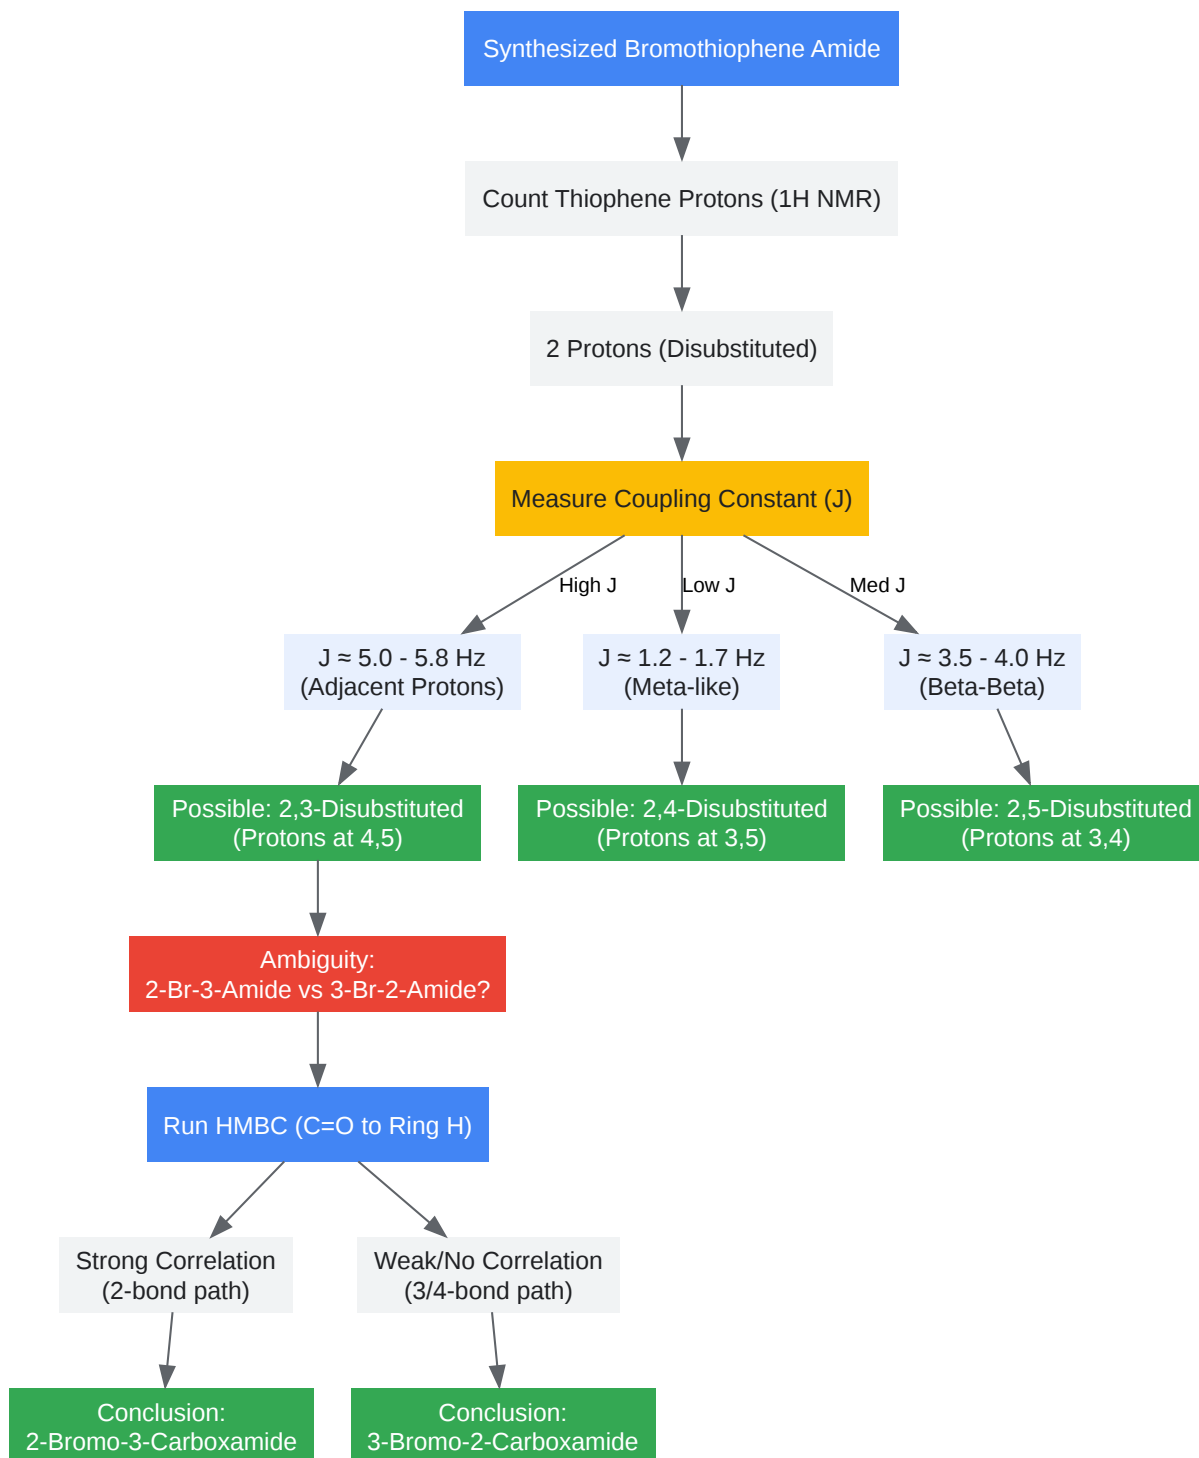 Synthesized Bromothiophene Amide
Count Thiophene Protons (1H NMR)
2 Protons (Disubstituted)
Measure Coupling Constant (J)
High J
Low J
Med J
J ≈ 5.0 - 5.8 Hz
(Adjacent Protons)
J ≈ 1.2 - 1.7 Hz
(Meta-like)
J ≈ 3.5 - 4.0 Hz
(Beta-Beta)
Possible: 2,3-Disubstituted
(Protons at 4,5)
Possible: 2,4-Disubstituted
(Protons at 3,5)
Possible: 2,5-Disubstituted
(Protons at 3,4)
Ambiguity:
2-Br-3-Amide vs 3-Br-2-Amide?
Run HMBC (C=O to Ring H)
Strong Correlation
(2-bond path)
Weak/No Correlation
(3/4-bond path)
Conclusion:
2-Bromo-3-Carboxamide
Conclusion:
3-Bromo-2-Carboxamide